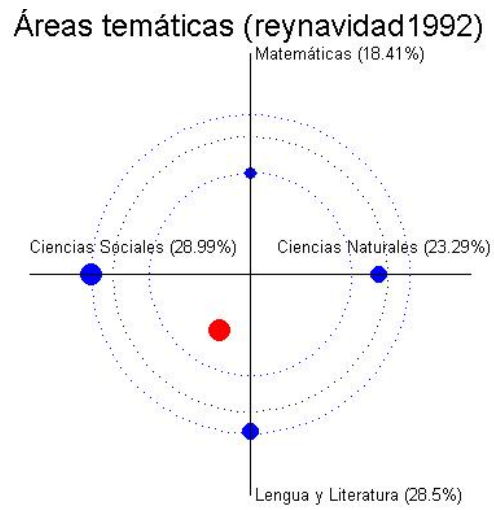 Áreas temáticas (reynavidad1992)
Matemáticas (18.41%)
Ciencias Sociales (28.99%)
Ciencias Naturales (23.29%)
Lengua y Literatura (28.5%)